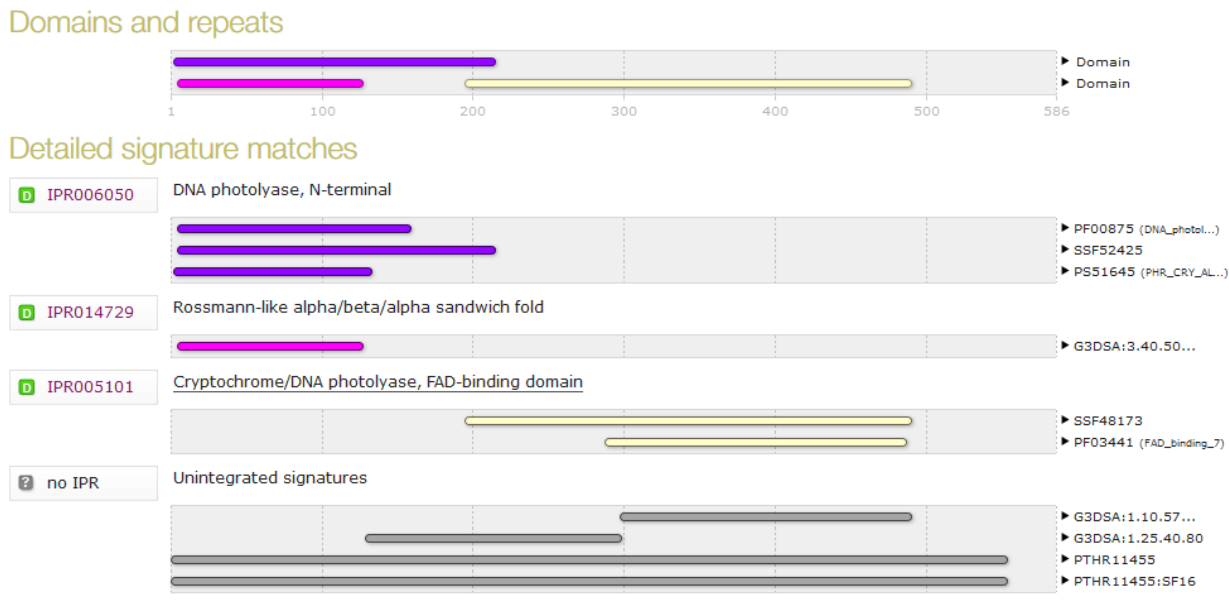 Domains and repeats
Domain
Domain
1 100 200 300 400 500 586
Detailed signature matches
D IPR006050 DNA photolyase, N-terminal
PF00875 (DNA_photol...)
SSF52425
PS51645 (PHR_CRY_AL...)
D IPR014729 Rossmann-like alpha/beta/alpha sandwich fold
G3DSA:3.40.50...
D IPR005101 Cryptochrome/DNA photolyase, FAD-binding domain
SSF48173
PF03441 (FAD_binding_7)
? no IPR Unintegrated signatures
G3DSA:1.10.57...
G3DSA:1.25.40.80
PTHR11455
PTHR11455:SF16